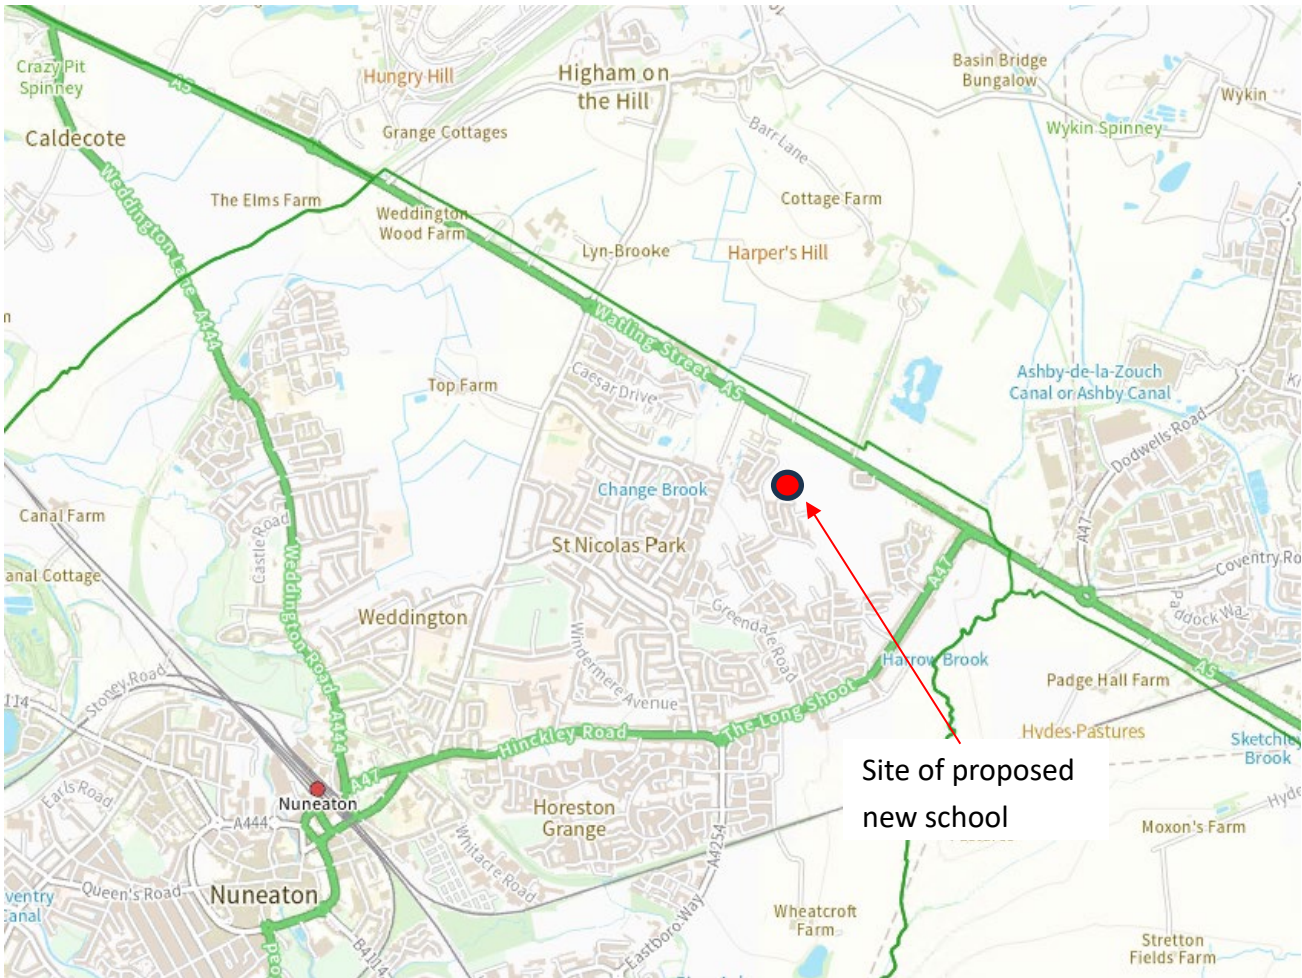 Crazy Pit
Spinney
A5
Hungry Hill
Higham on
the Hill
Basin Bridge
Bungalow
Wykin
Caldecote
Grange Cottages
Barr Lane
Wykin Spinney
Weddington Lane A444
The Elms Farm
Weddington
Wood Farm
Cottage Farm
Lyn-Brooke
Harper's Hill
Watling Street A5
Caesar Drive
Top Farm
Ashby-de-la-Zouch
Canal or Ashby Canal
Dodwells Road
Change Brook
Canal Farm
Castle Road
St Nicolas Park
A47
A47
Coventry Ro
anal Cottage
Weddington Road A444
Weddington
Greendale Road
Paddock Way
Windermere Avenue
Harrow Brook
Stoney Road
Padge Hall Farm
A5
114
The Long Shoot
Hinckley Road
Hydes-Pastures
Sketchley
Brook
A47
Site of proposed
new school
Nuneaton
Earls Road
A444
Horeston
Grange
Hyde
Moxon's Farm
A4254
Whitacre Road
Queen's Road
Nuneaton
oventry
Canal
Wheatcroft
Farm
Eastboro Way
B4114
oad
Stretton
Fields Farm